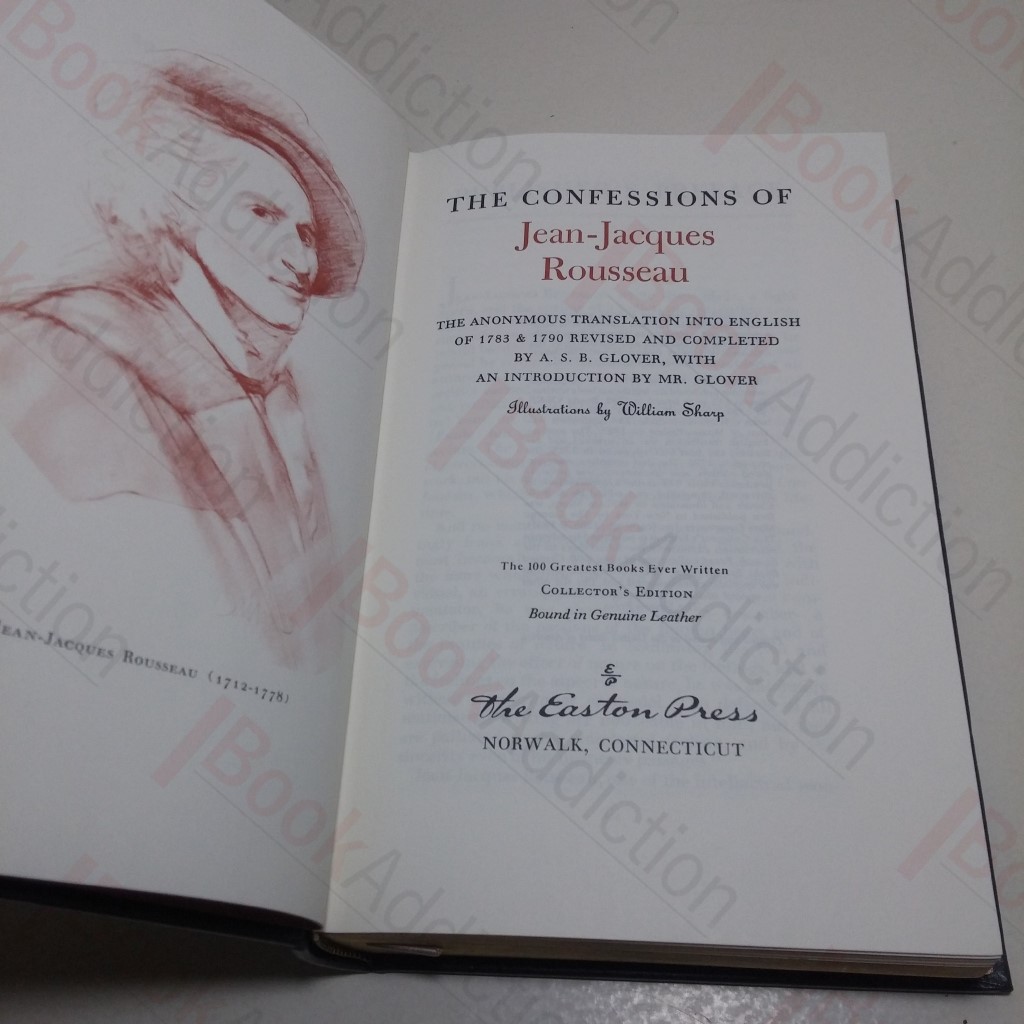 JEAN-JACQUES ROUSSEAU (1712-1778)
THE CONFESSIONS OF
Jean-Jacques
Rousseau
THE ANONYMOUS TRANSLATION INTO ENGLISH
OF 1783 & 1790 REVISED AND COMPLETED
BY A. S. B. GLOVER, WITH
AN INTRODUCTION BY MR. GLOVER
Illustrations by William Sharp
The 100 Greatest Books Ever Written
COLLECTOR'S EDITION
Bound in Genuine Leather
E/P
The Easton Press
NORWALK, CONNECTICUT
BookAddiction